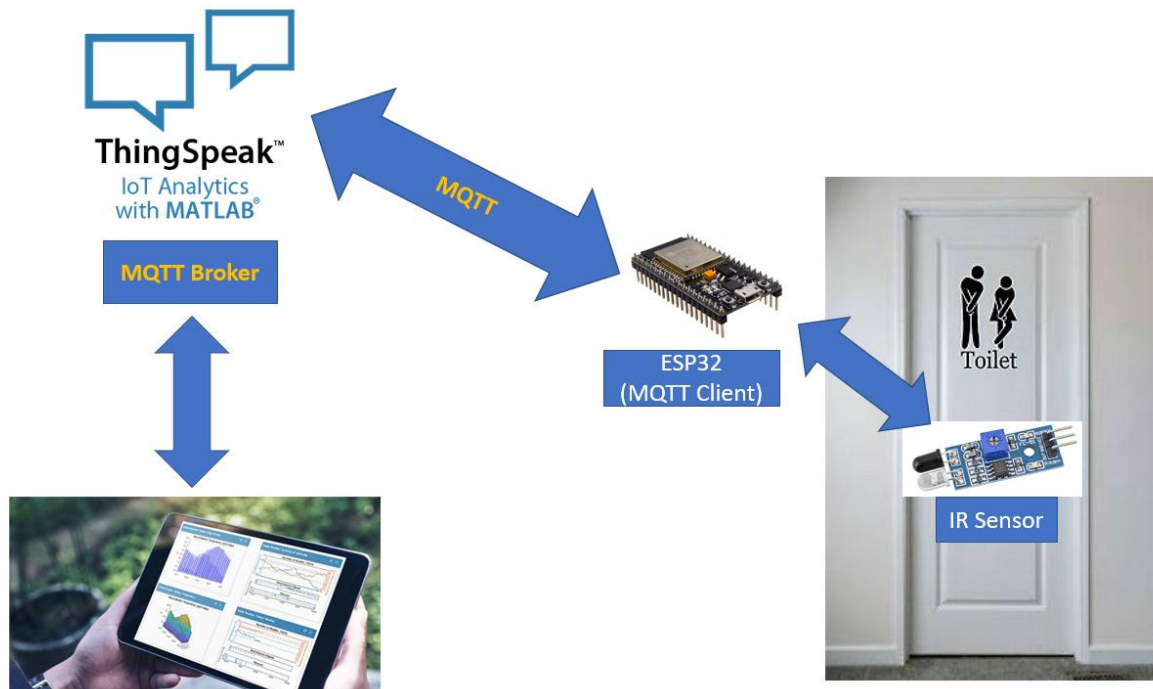 ThingSpeak™
IoT Analytics
with MATLAB®
MQTT Broker
MQTT
ESP32
(MQTT Client)
Toilet
IR Sensor